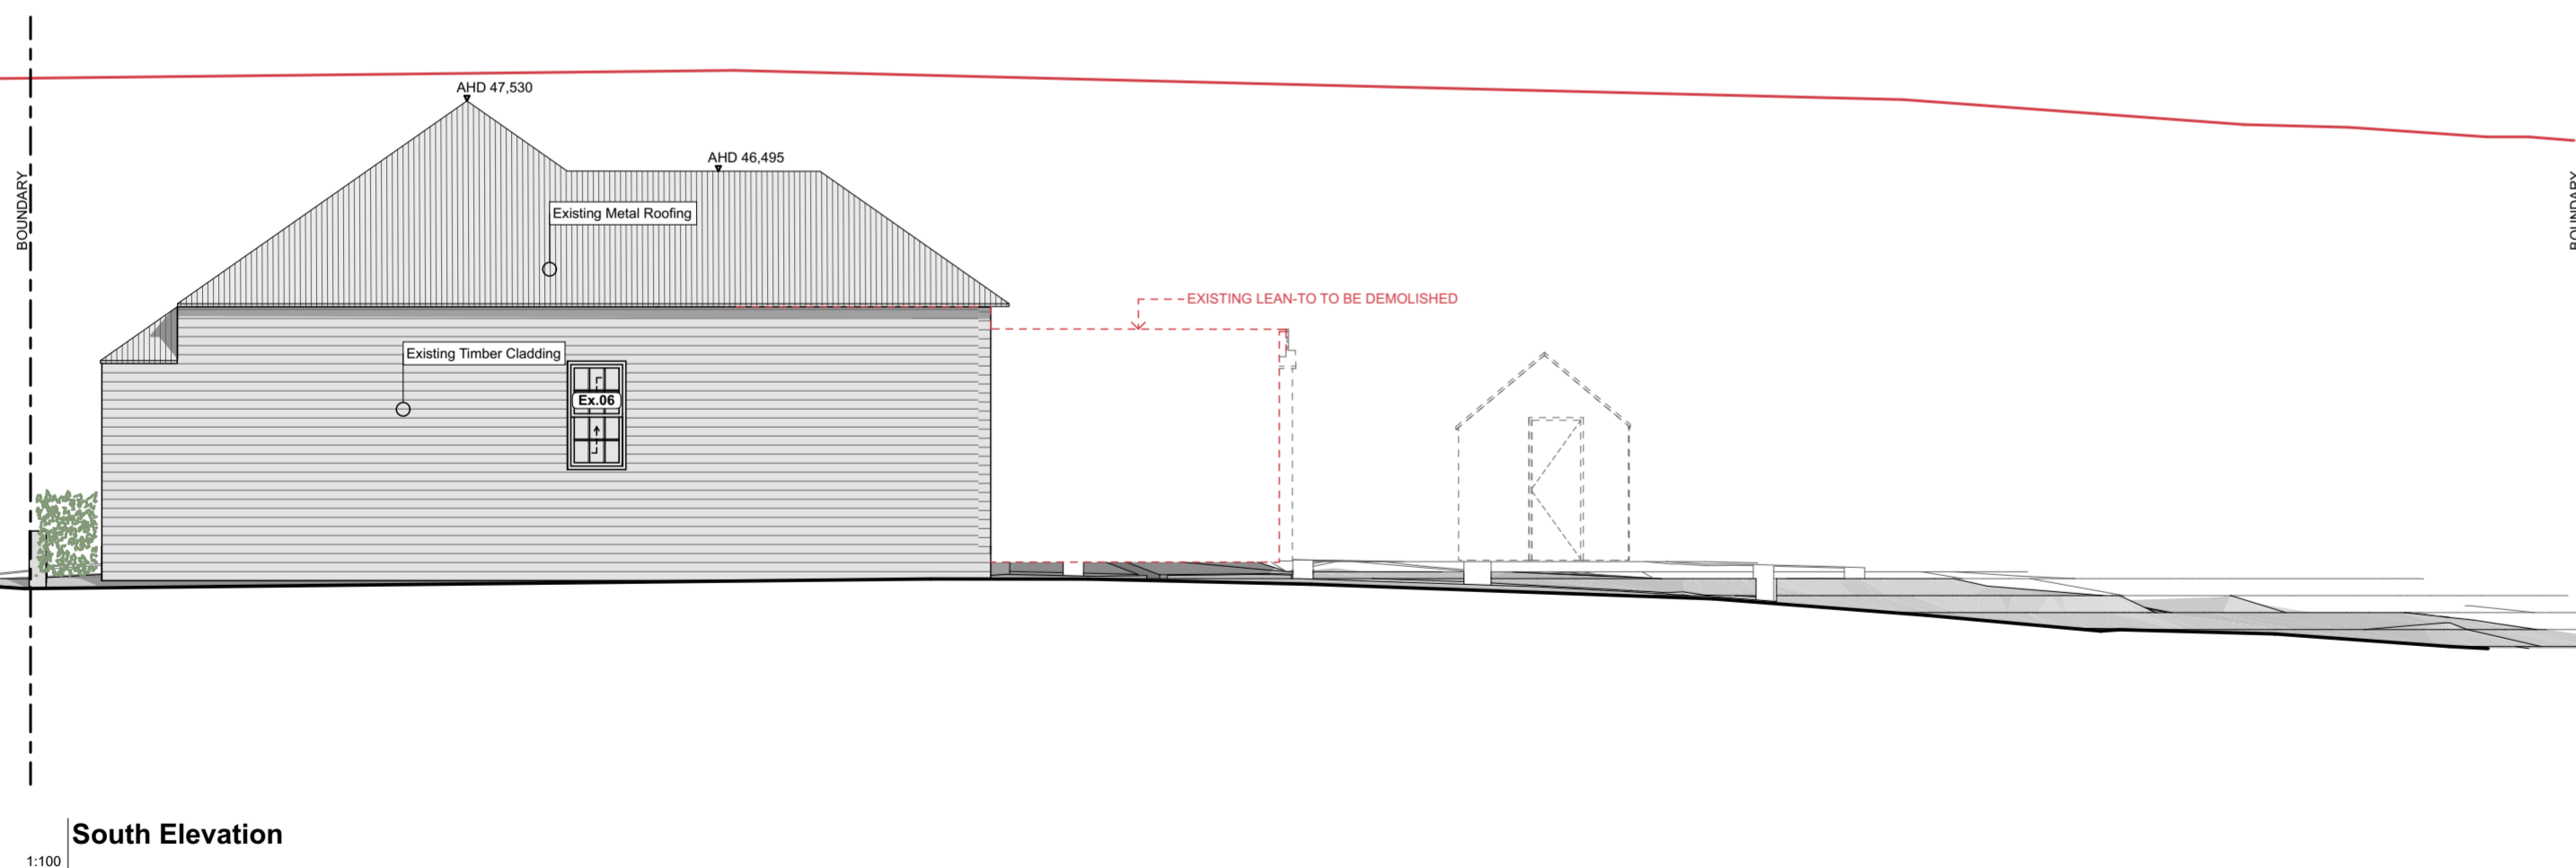 AHD 47,530
AHD 46,495
BOUNDARY
BOUNDARY
Existing Metal Roofing
EXISTING LEAN-TO TO BE DEMOLISHED
Existing Timber Cladding
Ex.06
South Elevation
1:100